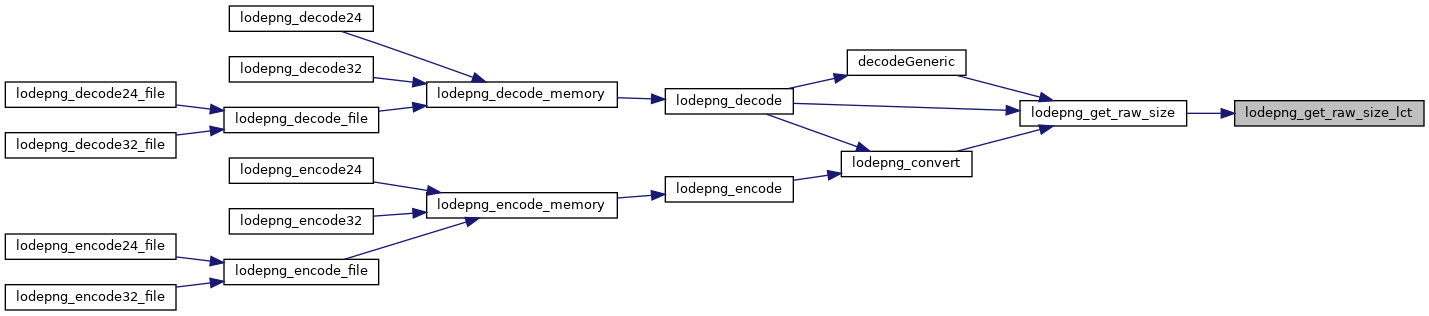 lodepng_decode24
lodepng_decode32
lodepng_decode24_file
lodepng_decode32_file
lodepng_decode_file
lodepng_decode_memory
lodepng_decode
decodeGeneric
lodepng_get_raw_size
lodepng_get_raw_size_lct
lodepng_convert
lodepng_encode
lodepng_encode_memory
lodepng_encode24
lodepng_encode32
lodepng_encode_file
lodepng_encode24_file
lodepng_encode32_file